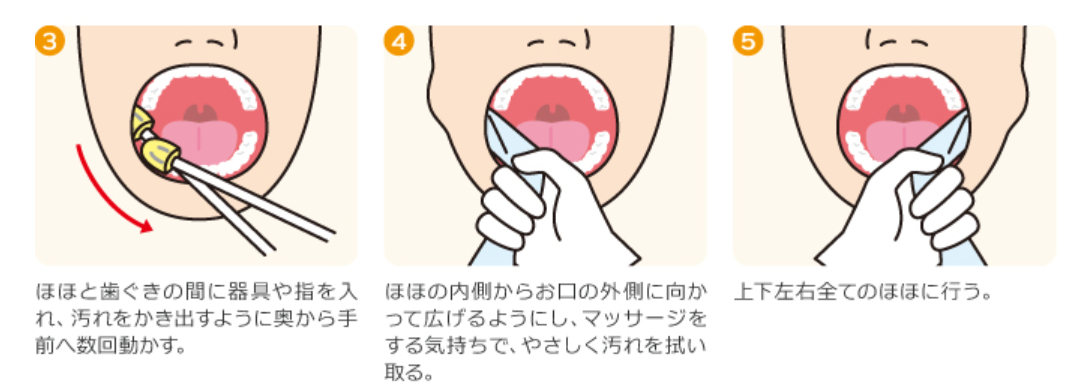 3
ほほと歯ぐきの間に器具や指を入
れ、汚れをかき出すように奥から手
前へ数回動かす。
4
ほほの内側からお口の外側に向か
って広げるようにし、マッサージを
する気持ちで、やさしく汚れを拭い
取る。
5
上下左右全てのほほに行う。